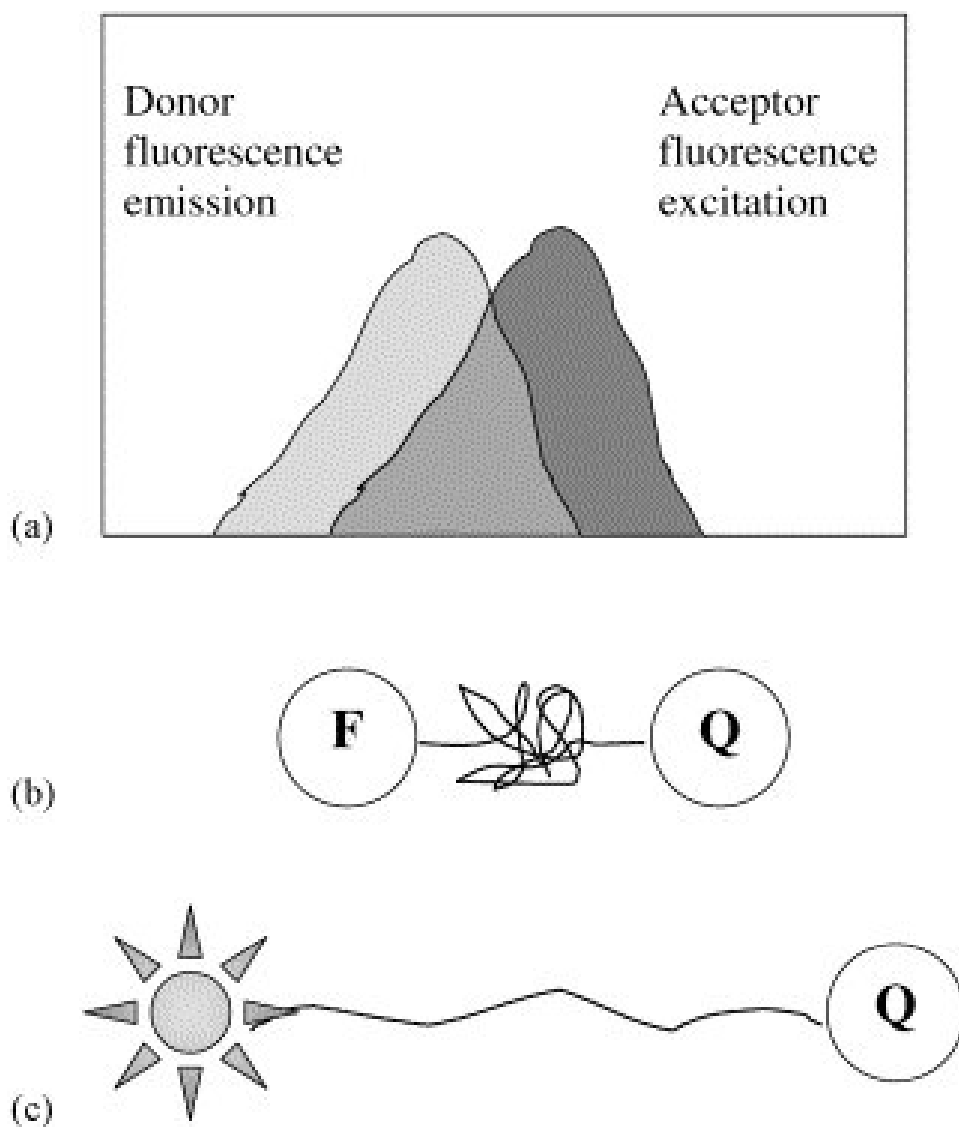 Donor
fluorescence
emission
Acceptor
fluorescence
excitation
(a)
F
Q
(b)
Q
(c)